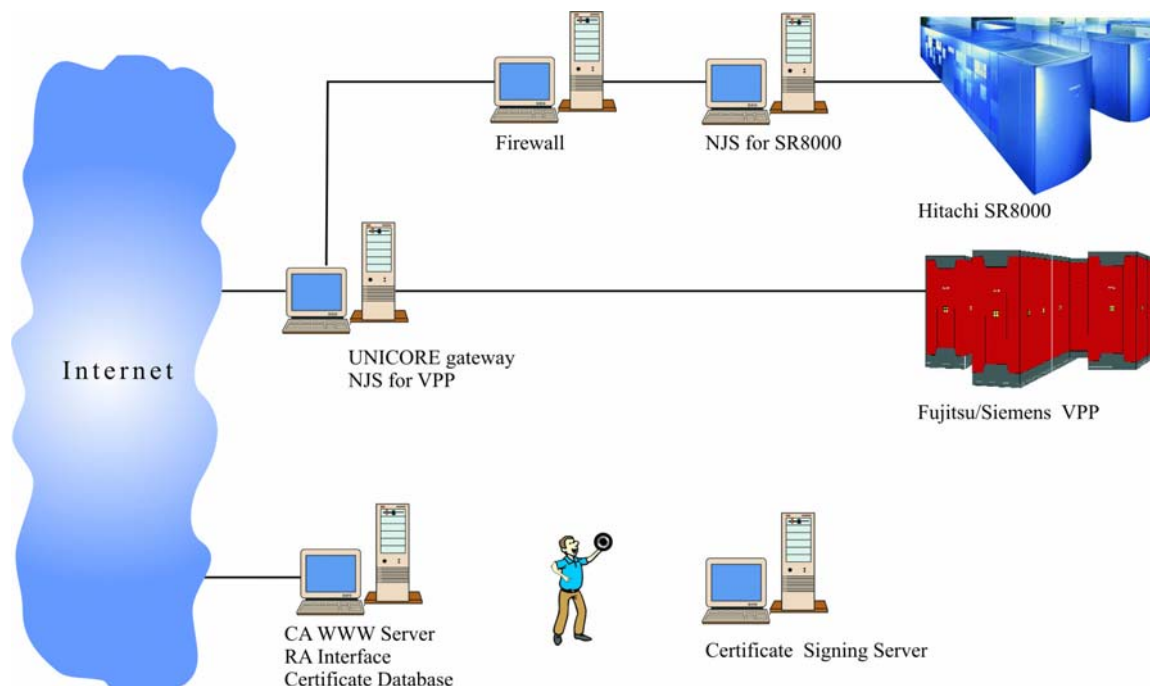 Firewall
NJS for SR8000
Hitachi SR8000
Internet
UNICORE gateway
NJS for VPP
Fujitsu/Siemens VPP
CA WWW Server
RA Interface
Certificate Database
Certificate Signing Server